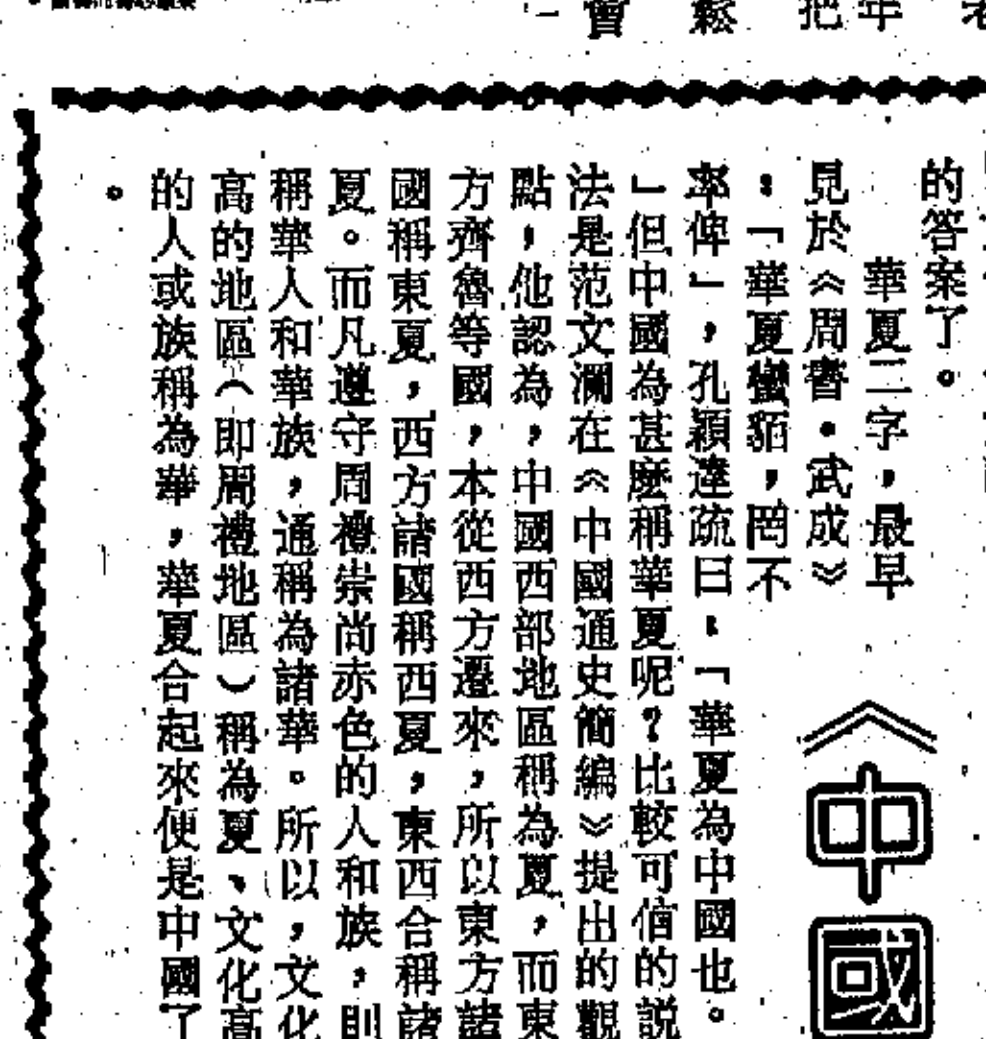 老
年
把
鬆
會
的答案了。
華夏二字，最早
見於《周書·武成》
：「華夏蠻貊，罔不
率俾」，孔穎達疏曰：「華夏為中國也。
」但中國為甚麼稱華夏呢？比較可信的説
法是范文瀾在《中國通史簡編》提出的觀
點，他認為，中國西部地區稱為夏，而東
方齊魯等國，本從西方遷來，所以東方諸
國稱東夏，西方諸國稱西夏，東西合稱諸
夏。而凡遵守周禮崇尚赤色的人和族，則
稱華人和華族，通稱為諸華。所以，文化
高的地區（即周禮地區）稱為夏、文化高
的人或族稱為華，華夏合起來便是中國了
。
《中國